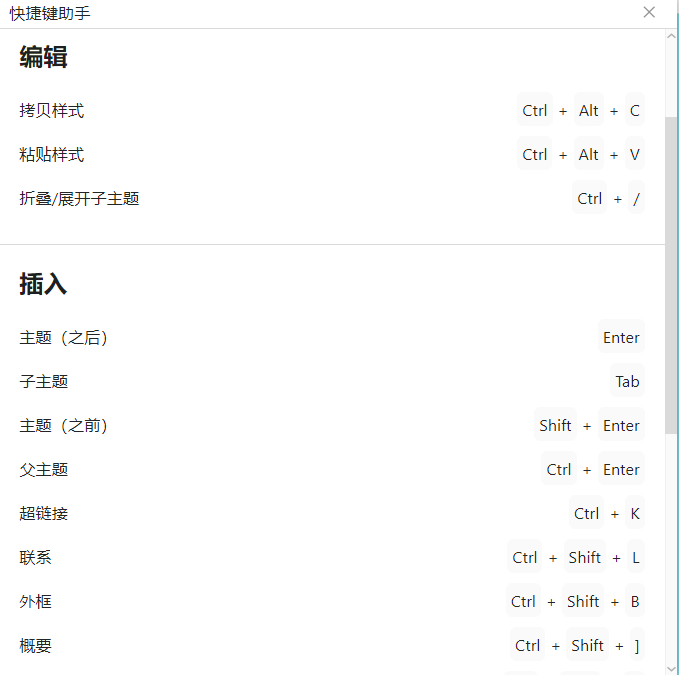 快捷键助手
编辑
拷贝样式 Ctrl + Alt + C
粘贴样式 Ctrl + Alt + V
折叠/展开子主题 Ctrl + /
插入
主题（之后） Enter
子主题 Tab
主题（之前） Shift + Enter
父主题 Ctrl + Enter
超链接 Ctrl + K
联系 Ctrl + Shift + L
外框 Ctrl + Shift + B
概要 Ctrl + Shift + ]